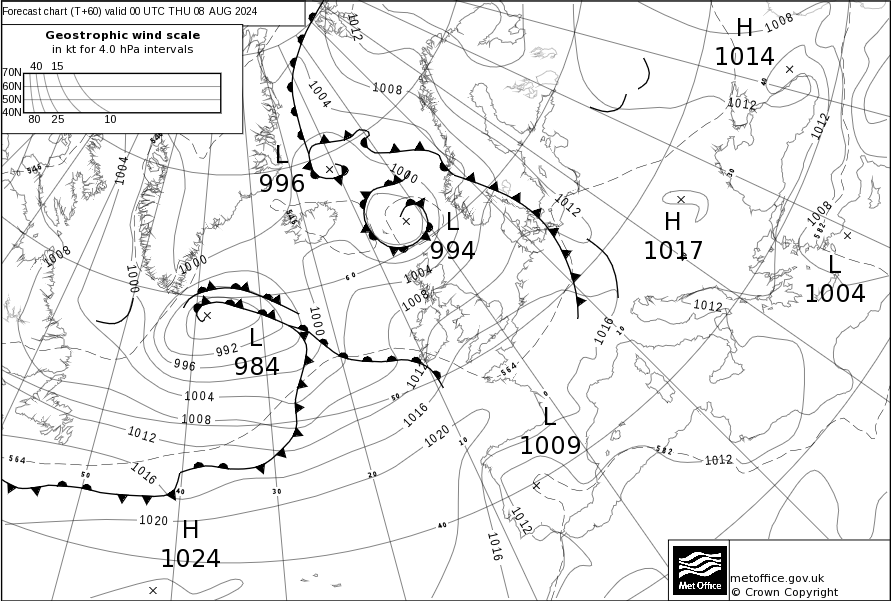 Forecast chart (T+60) valid 00 UTC THU 08 AUG 2024
Geostrophic wind scale
in kt for 4.0 hPa intervals
40 15
70N
60N
50N
40N
80 25 10
H
1014
1008
1012
1012
1004
1008
1012
L
996
1000
1004
1012
H
1017
1008
582
L
1004
L
994
1004
1008
1008
1000
1000
1000
60
1012
1016
10
L
984
992
996
1004
1008
1012
564
1012
1016
1020
50
10
564
0
L
1009
582
1012
1016
50
40
30
20
40
1020
1012
1016
H
1024
metoffice.gov.uk
© Crown Copyright
Met Office